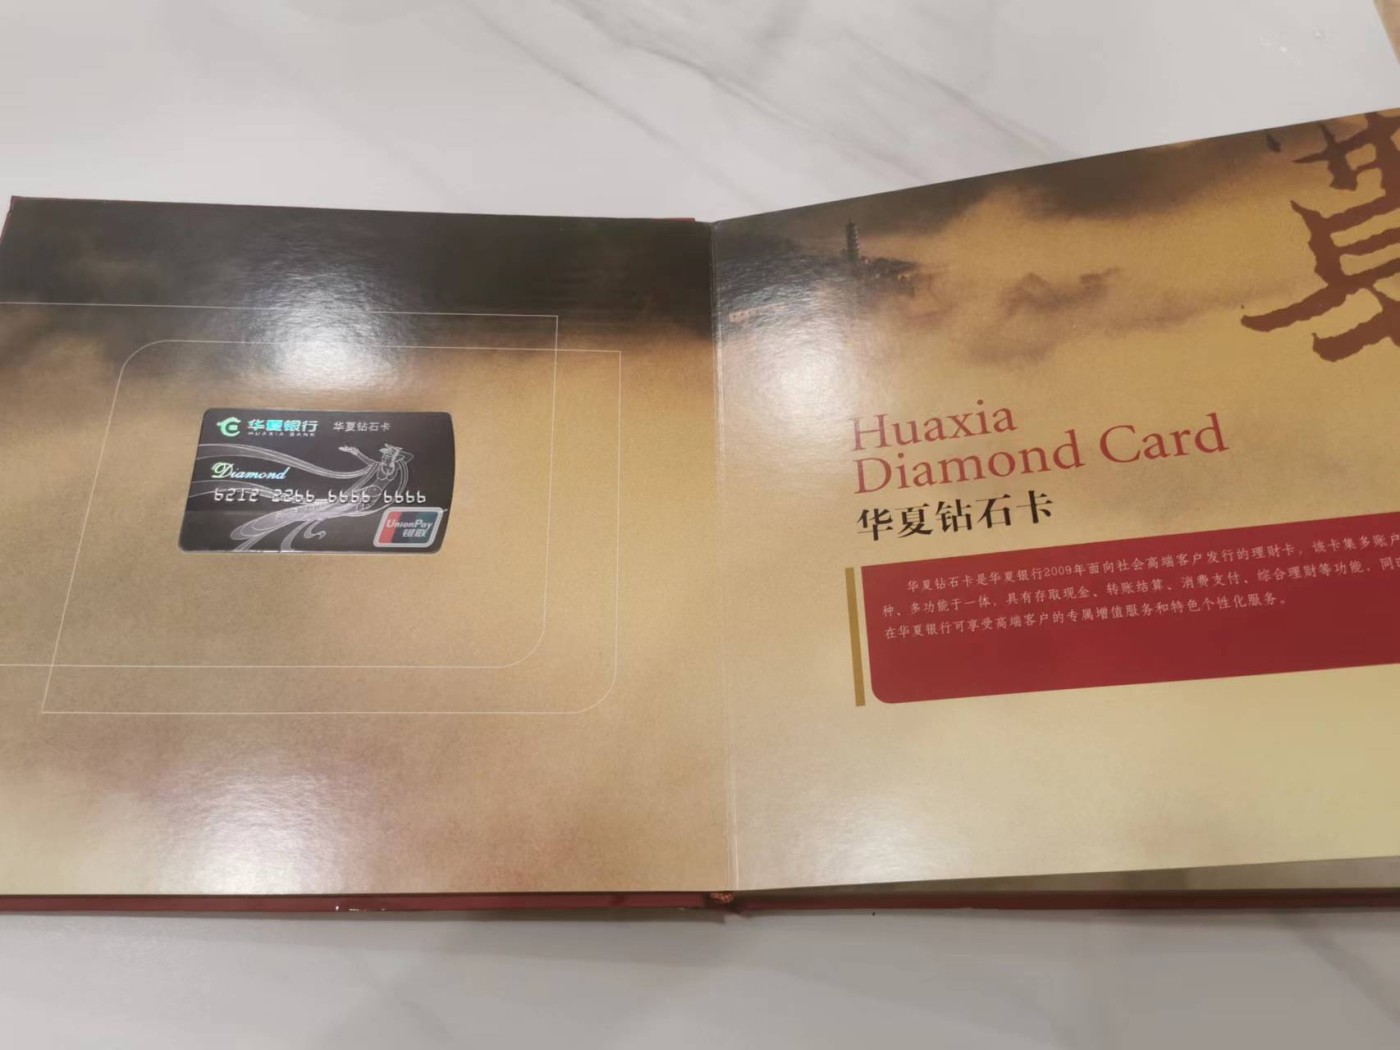 华夏银行 华夏钻石卡
HUAXIA BANK
Diamond
6212 2266 6666 6666
UnionPay
银联
Huaxia
Diamond Card
华夏钻石卡
华夏钻石卡是华夏银行2009年面向社会高端客户发行的理财卡，该卡集多账户
种、多功能于一体，具有存取现金、转账结算、消费支付、综合理财等功能，同
在华夏银行可享受高端客户的专属增值服务和特色个性化服务。